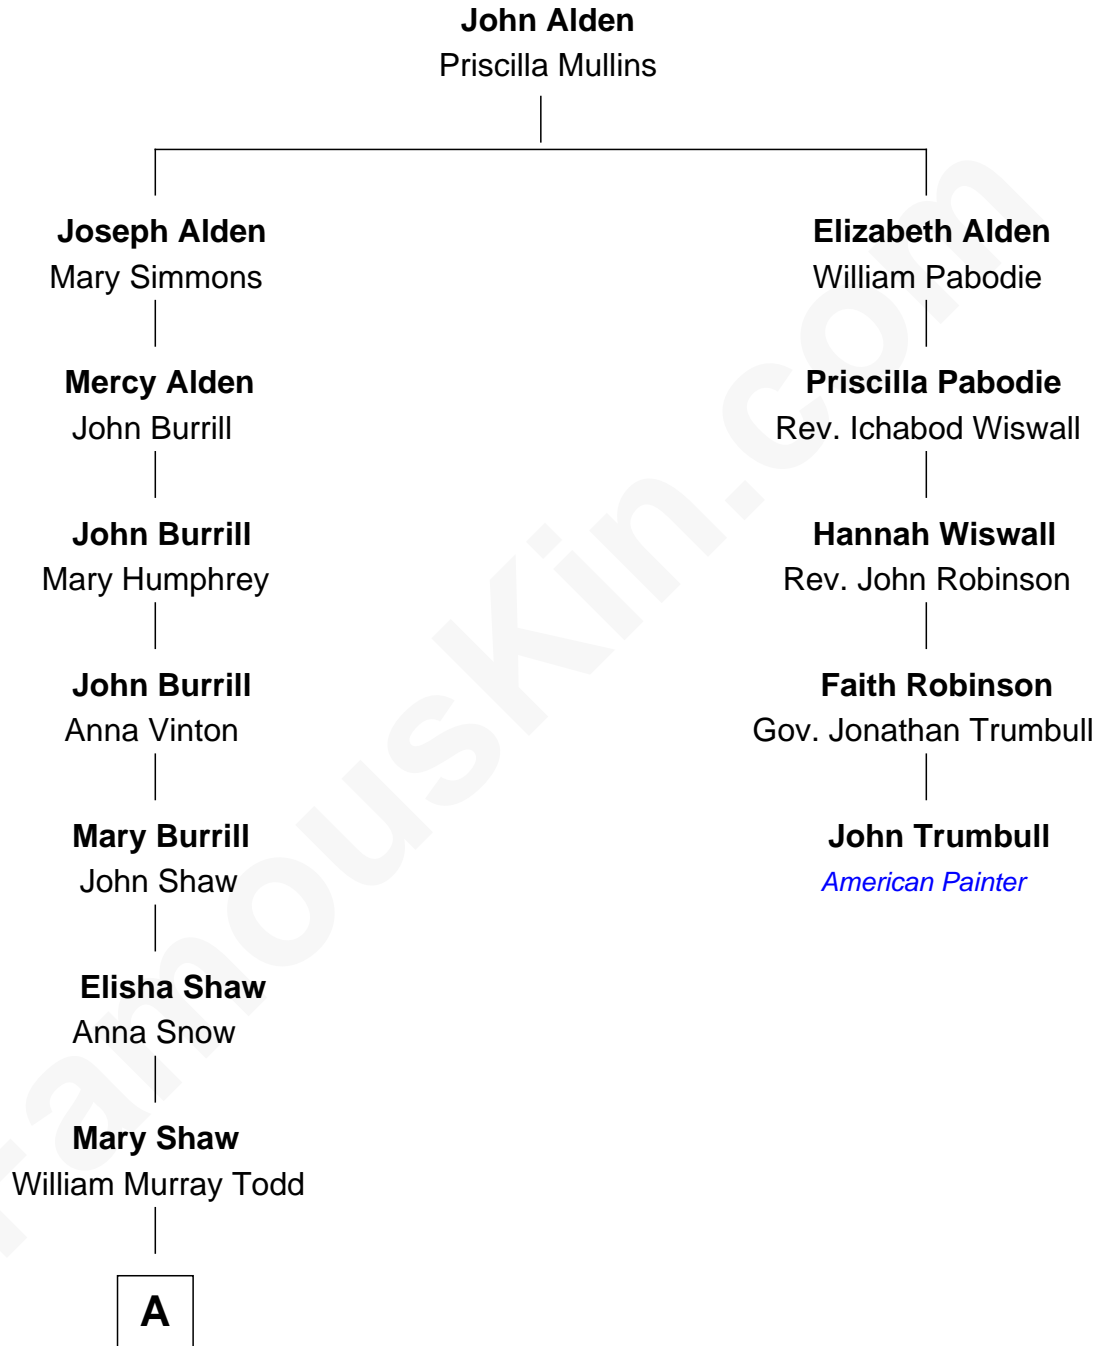 John Alden
Priscilla Mullins
Joseph Alden
Mary Simmons
Mercy Alden
John Burrill
John Burrill
Mary Humphrey
John Burrill
Anna Vinton
Mary Burrill
John Shaw
Elisha Shaw
Anna Snow
Mary Shaw
William Murray Todd
A
Elizabeth Alden
William Pabodie
Priscilla Pabodie
Rev. Ichabod Wiswall
Hannah Wiswall
Rev. John Robinson
Faith Robinson
Gov. Jonathan Trumbull
John Trumbull
American Painter
FamousKin.com